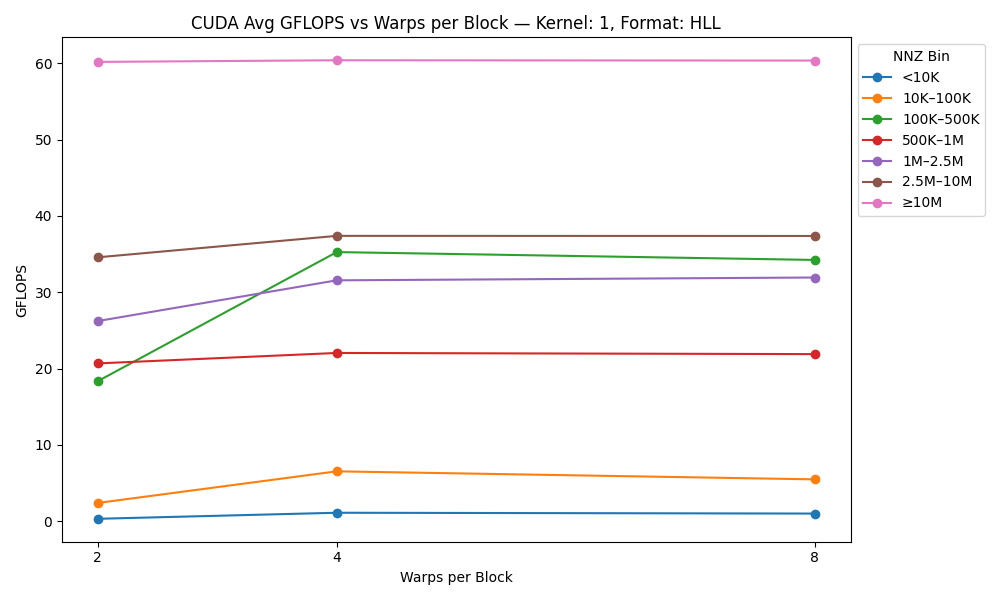 CUDA Avg GFLOPS vs Warps per Block — Kernel: 1, Format: HLL
NNZ Bin
<10K
10K–100K
100K–500K
500K–1M
1M–2.5M
2.5M–10M
≥10M
GFLOPS
60
50
40
30
20
10
0
2
4
8
Warps per Block